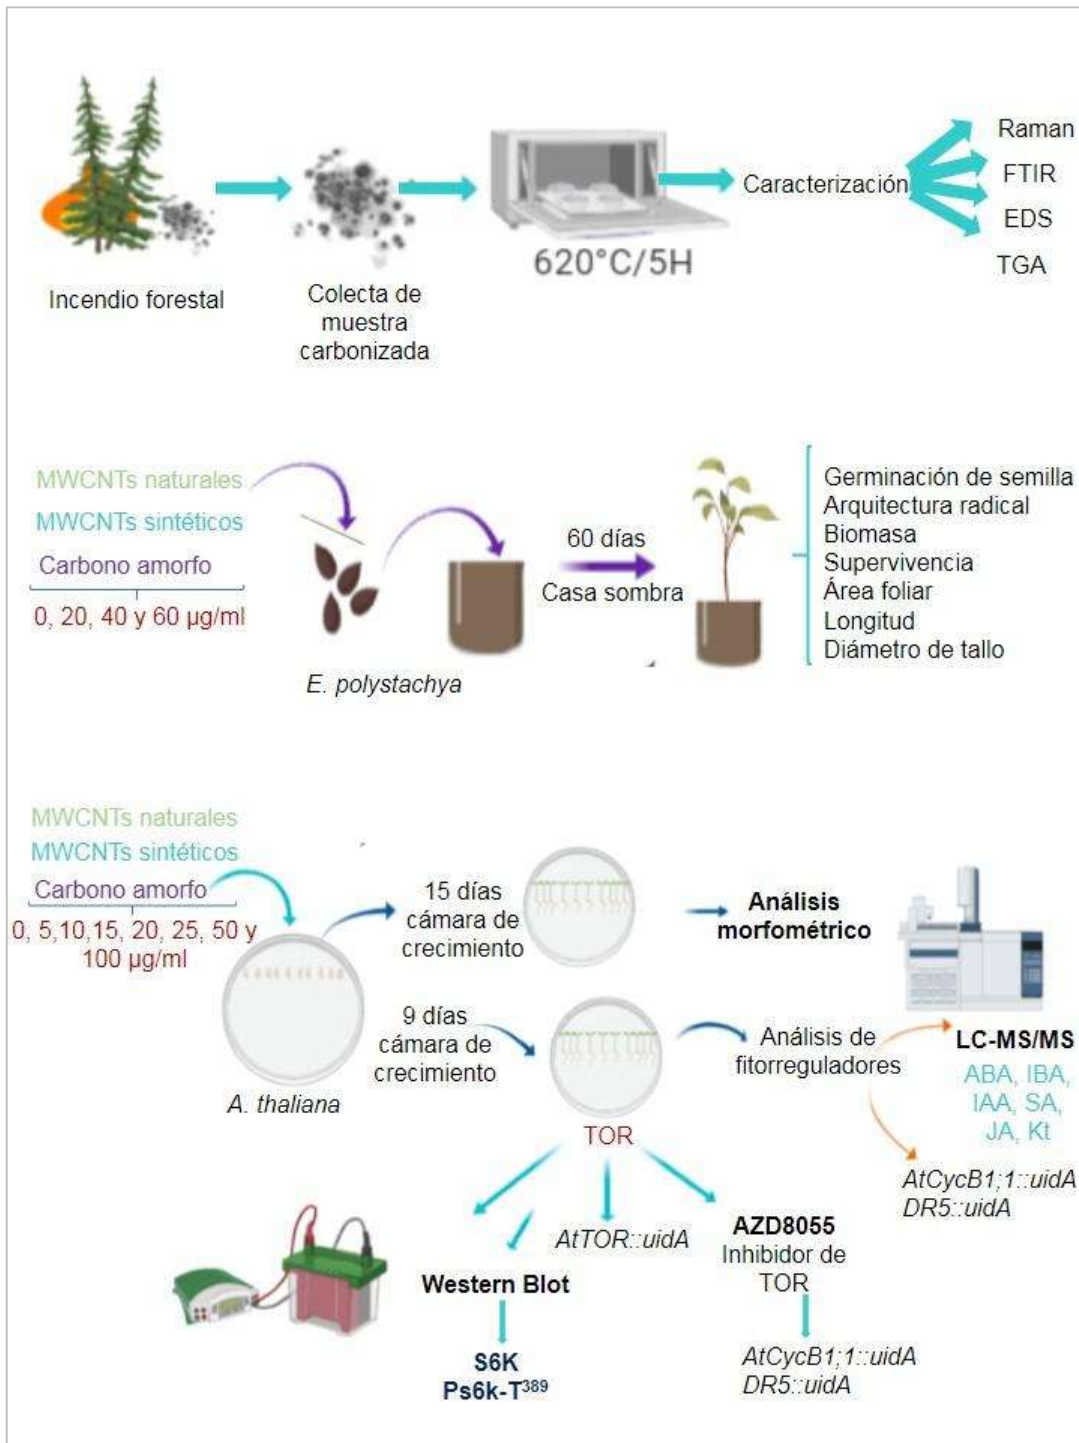 Incendio forestal
Colecta de
muestra
carbonizada
620°C/5H
Caracterización
Raman
FTIR
EDS
TGA
MWCNTs naturales
MWCNTs sintéticos
Carbono amorfo
0, 20, 40 y 60 µg/ml
E. polystachya
60 días
Casa sombra
Germinación de semilla
Arquitectura radical
Biomasa
Supervivencia
Área foliar
Longitud
Diámetro de tallo
MWCNTs naturales
MWCNTs sintéticos
Carbono amorfo
0, 5,10,15, 20, 25, 50 y
100 µg/ml
A. thaliana
15 días
cámara de
crecimiento
Análisis
morfométrico
9 días
cámara de
crecimiento
TOR
Análisis de
fitorreguladores
LC-MS/MS
ABA, IBA,
IAA, SA,
JA, Kt
AtCycB1;1::uidA
DR5::uidA
Western Blot
S6K
Ps6k-T³⁸⁹
AtTOR::uidA
AZD8055
Inhibidor de
TOR
AtCycB1;1::uidA
DR5::uidA